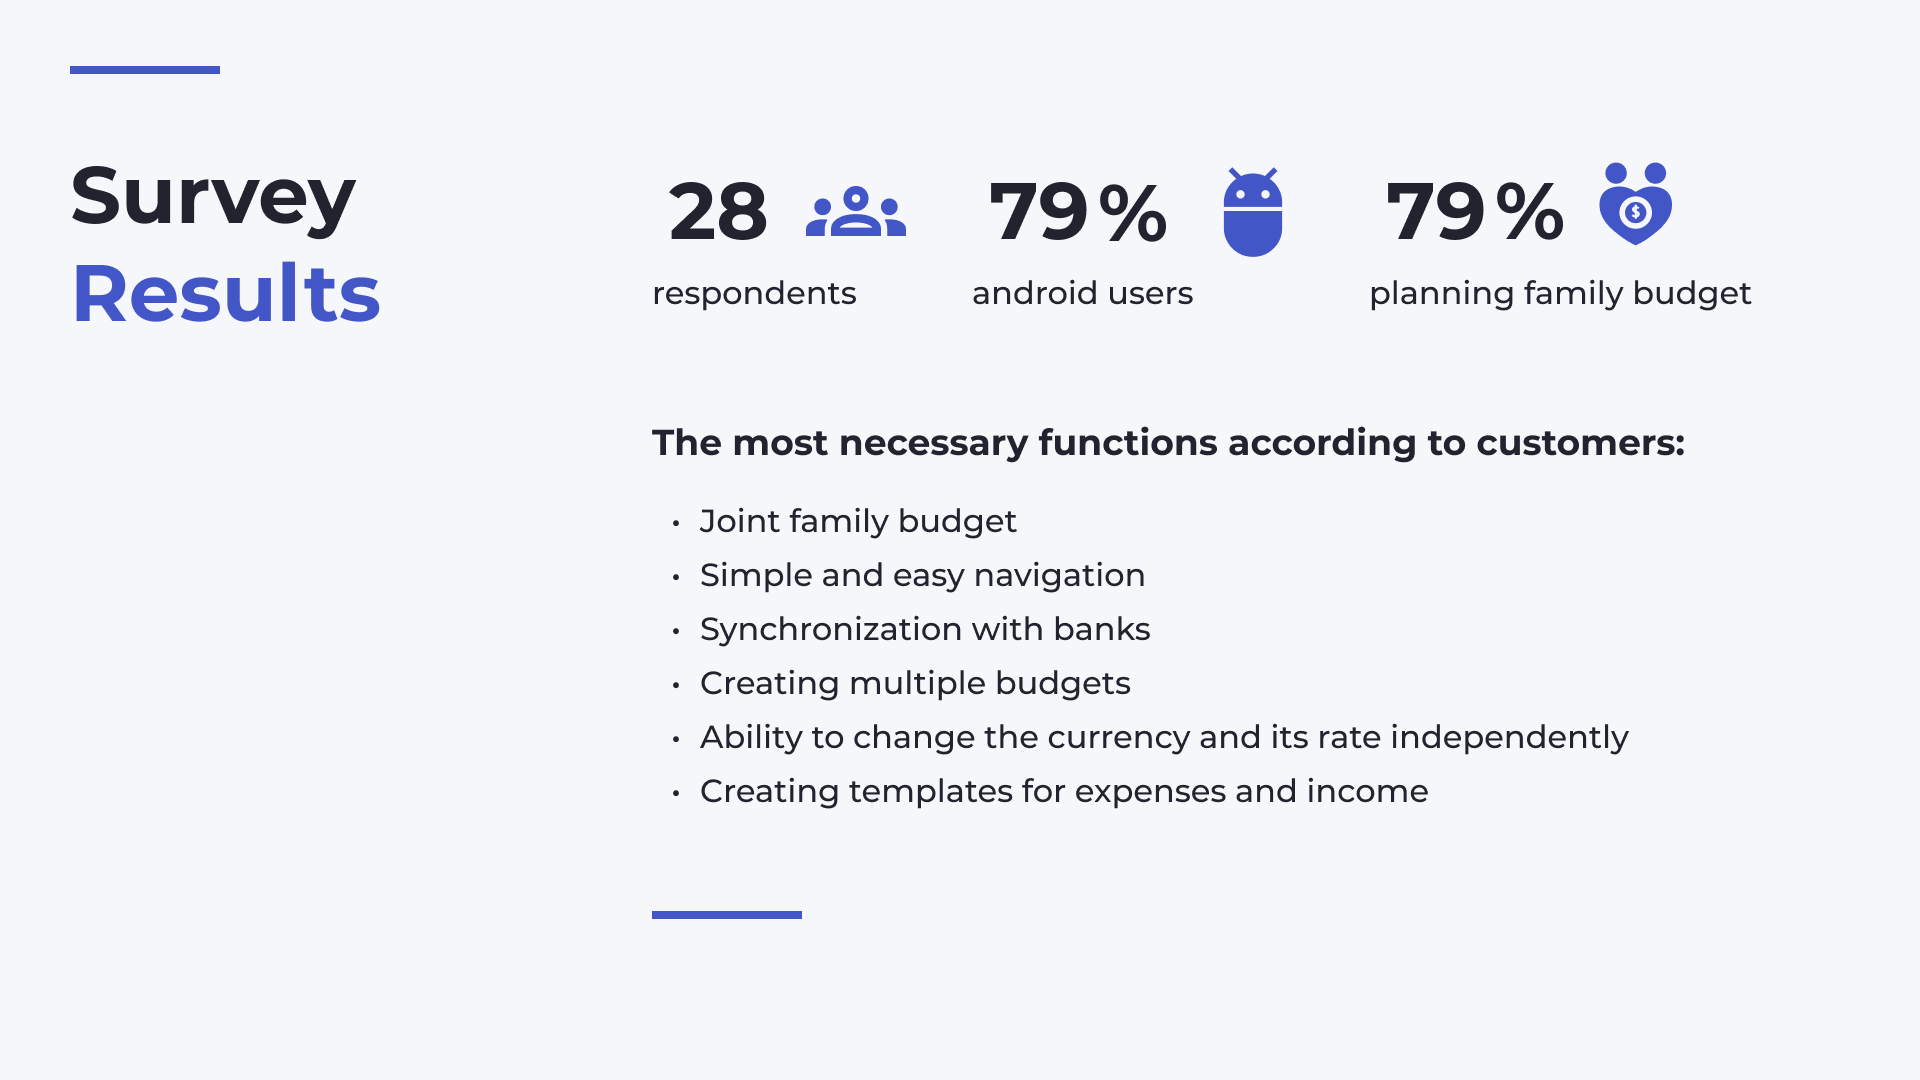 Survey
Results
28
respondents
79%
android users
79%
planning family budget
The most necessary functions according to customers:
• Joint family budget
• Simple and easy navigation
• Synchronization with banks
• Creating multiple budgets
• Ability to change the currency and its rate independently
• Creating templates for expenses and income